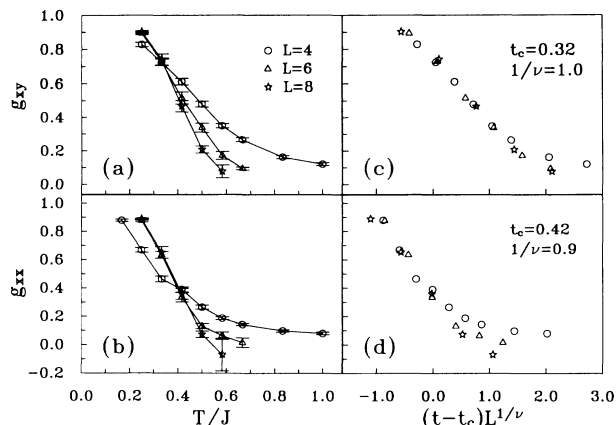 1.0
0.8
0.6
0.4
0.2
0.0
g_xy
L=4
L=6
L=8
(a)
t_c=0.32
1/ν=1.0
(c)
0.8
0.6
0.4
0.2
0.0
-0.2
g_xx
(b)
t_c=0.42
1/ν=0.9
(d)
0.0 0.2 0.4 0.6 0.8 1.0
-1.0 0.0 1.0 2.0 3.0
T/J
(t-t_c)L^{1/ν}